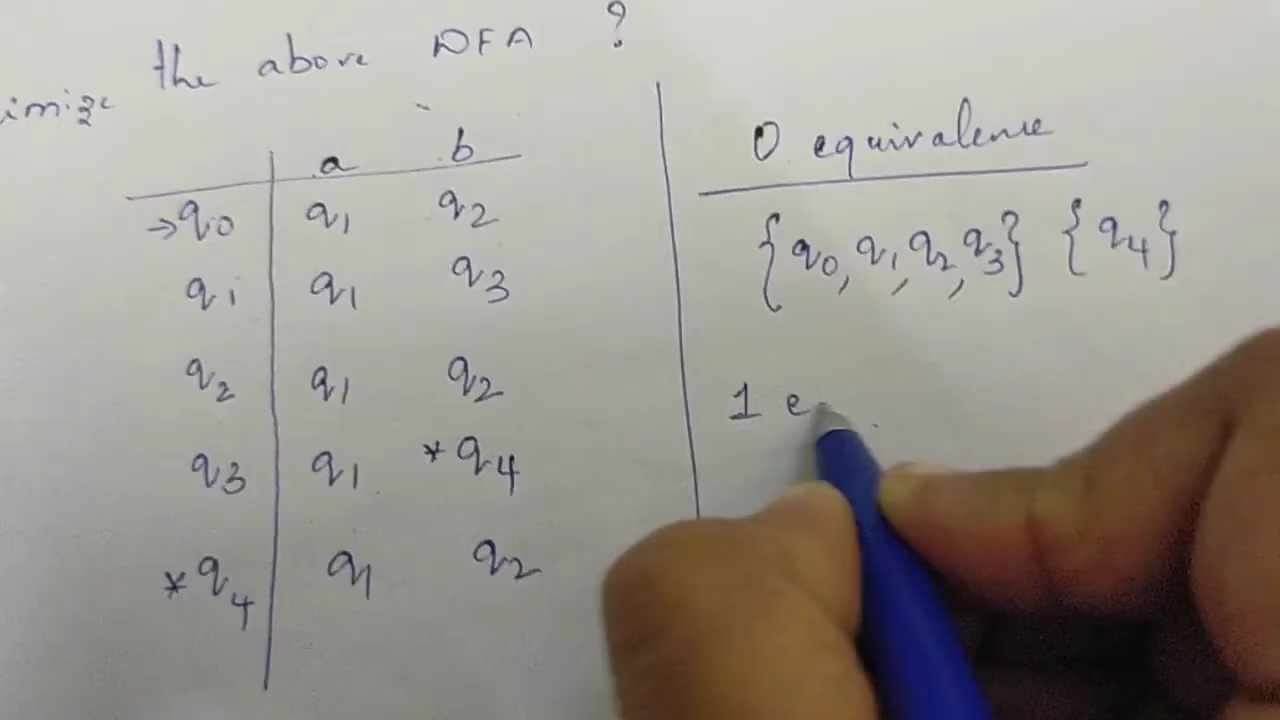 the above DFA ?
a b
→q0 q1 q2
q1 q1 q3
q2 q1 q2
q3 q1 *q4
*q4 q1 q2
0 equivalence
{q0, q1, q2, q3} {q4}
1 e